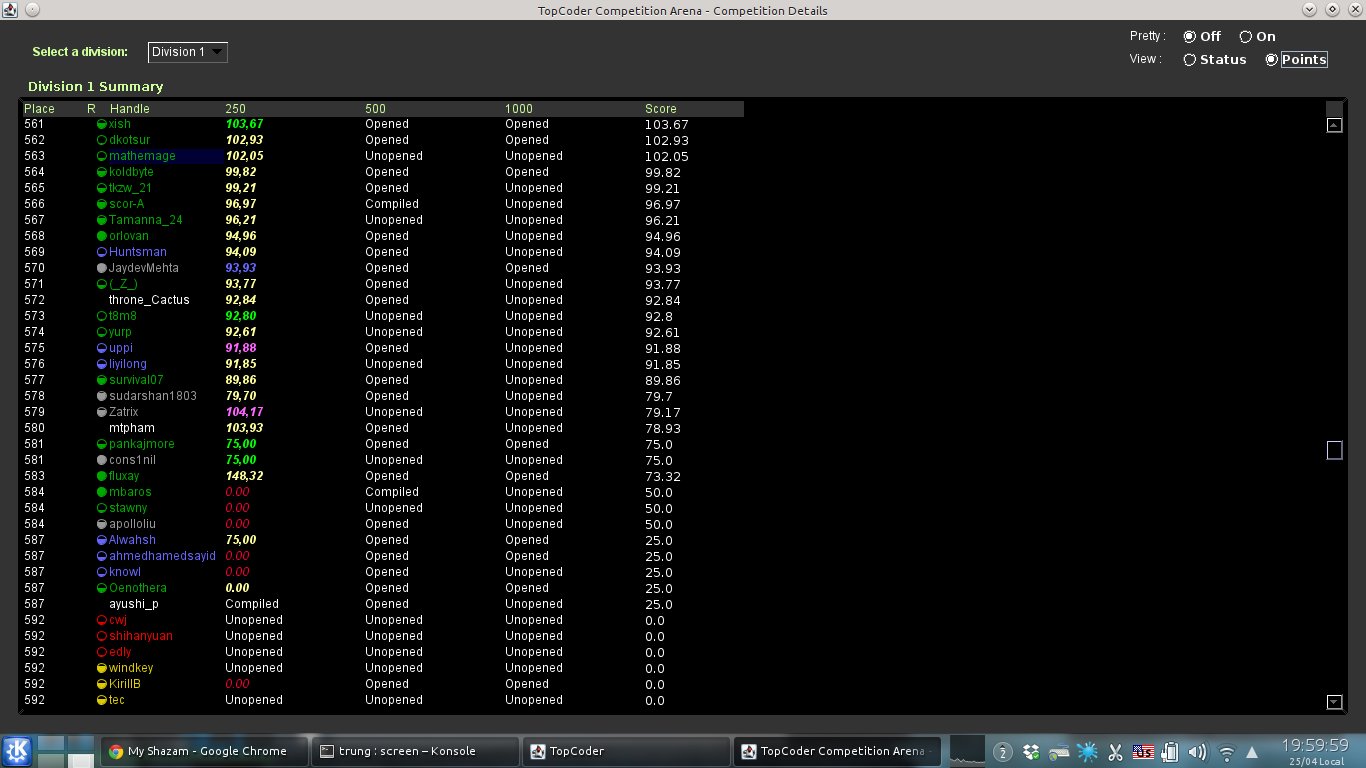 TopCoder Competition Arena - Competition Details
Pretty : Off On
Select a division: Division 1
View : Status Points
Division 1 Summary
Place R Handle 250 500 1000 Score
561 xish 103,67 Opened Opened 103.67
562 dkotsur 102,93 Opened Opened 102.93
563 mathemage 102,05 Unopened Unopened 102.05
564 koldbyte 99,82 Opened Opened 99.82
565 tkzw_21 99,21 Opened Unopened 99.21
566 scor-A 96,97 Compiled Unopened 96.97
567 Tamanna_24 96,21 Unopened Unopened 96.21
568 orlovan 94,96 Opened Opened 94.96
569 Huntsman 94,09 Opened Unopened 94.09
570 JaydevMehta 93,93 Opened Opened 93.93
571 (_Z_) 93,77 Opened Unopened 93.77
572 throne_Cactus 92,84 Opened Unopened 92.84
573 t8m8 92,80 Unopened Unopened 92.8
574 yurp 92,61 Unopened Unopened 92.61
575 uppi 91,88 Opened Unopened 91.88
576 liyilong 91,85 Unopened Unopened 91.85
577 survival07 89,86 Opened Unopened 89.86
578 sudarshan1803 79,70 Opened Unopened 79.7
579 Zatrix 104,17 Unopened Unopened 79.17
580 mtpham 103,93 Opened Unopened 78.93
581 pankajmore 75,00 Opened Unopened 75.0
581 cons1nil 75,00 Unopened Unopened 75.0
583 fluxay 148,32 Opened Unopened 73.32
584 mbaros 0.00 Compiled Unopened 50.0
584 stawny 0.00 Unopened Unopened 50.0
584 apolloliu 0.00 Opened Unopened 50.0
587 Alwahsh 75,00 Opened Opened 25.0
587 ahmedhamedsayid 0.00 Opened Opened 25.0
587 knowl 0.00 Opened Unopened 25.0
587 Oenothera 0.00 Opened Opened 25.0
587 ayushi_p Compiled Opened Unopened 25.0
592 cwj Unopened Unopened Unopened 0.0
592 shihanyuan Unopened Unopened Unopened 0.0
592 edly Unopened Unopened Unopened 0.0
592 windkey Unopened Unopened Unopened 0.0
592 KirillB 0.00 Opened Opened 0.0
592 tec Unopened Unopened Unopened 0.0
My Shazam - Google Chrome trung : screen – Konsole TopCoder TopCoder Competition Arena - 2 US 19:59:59
25/04 Local